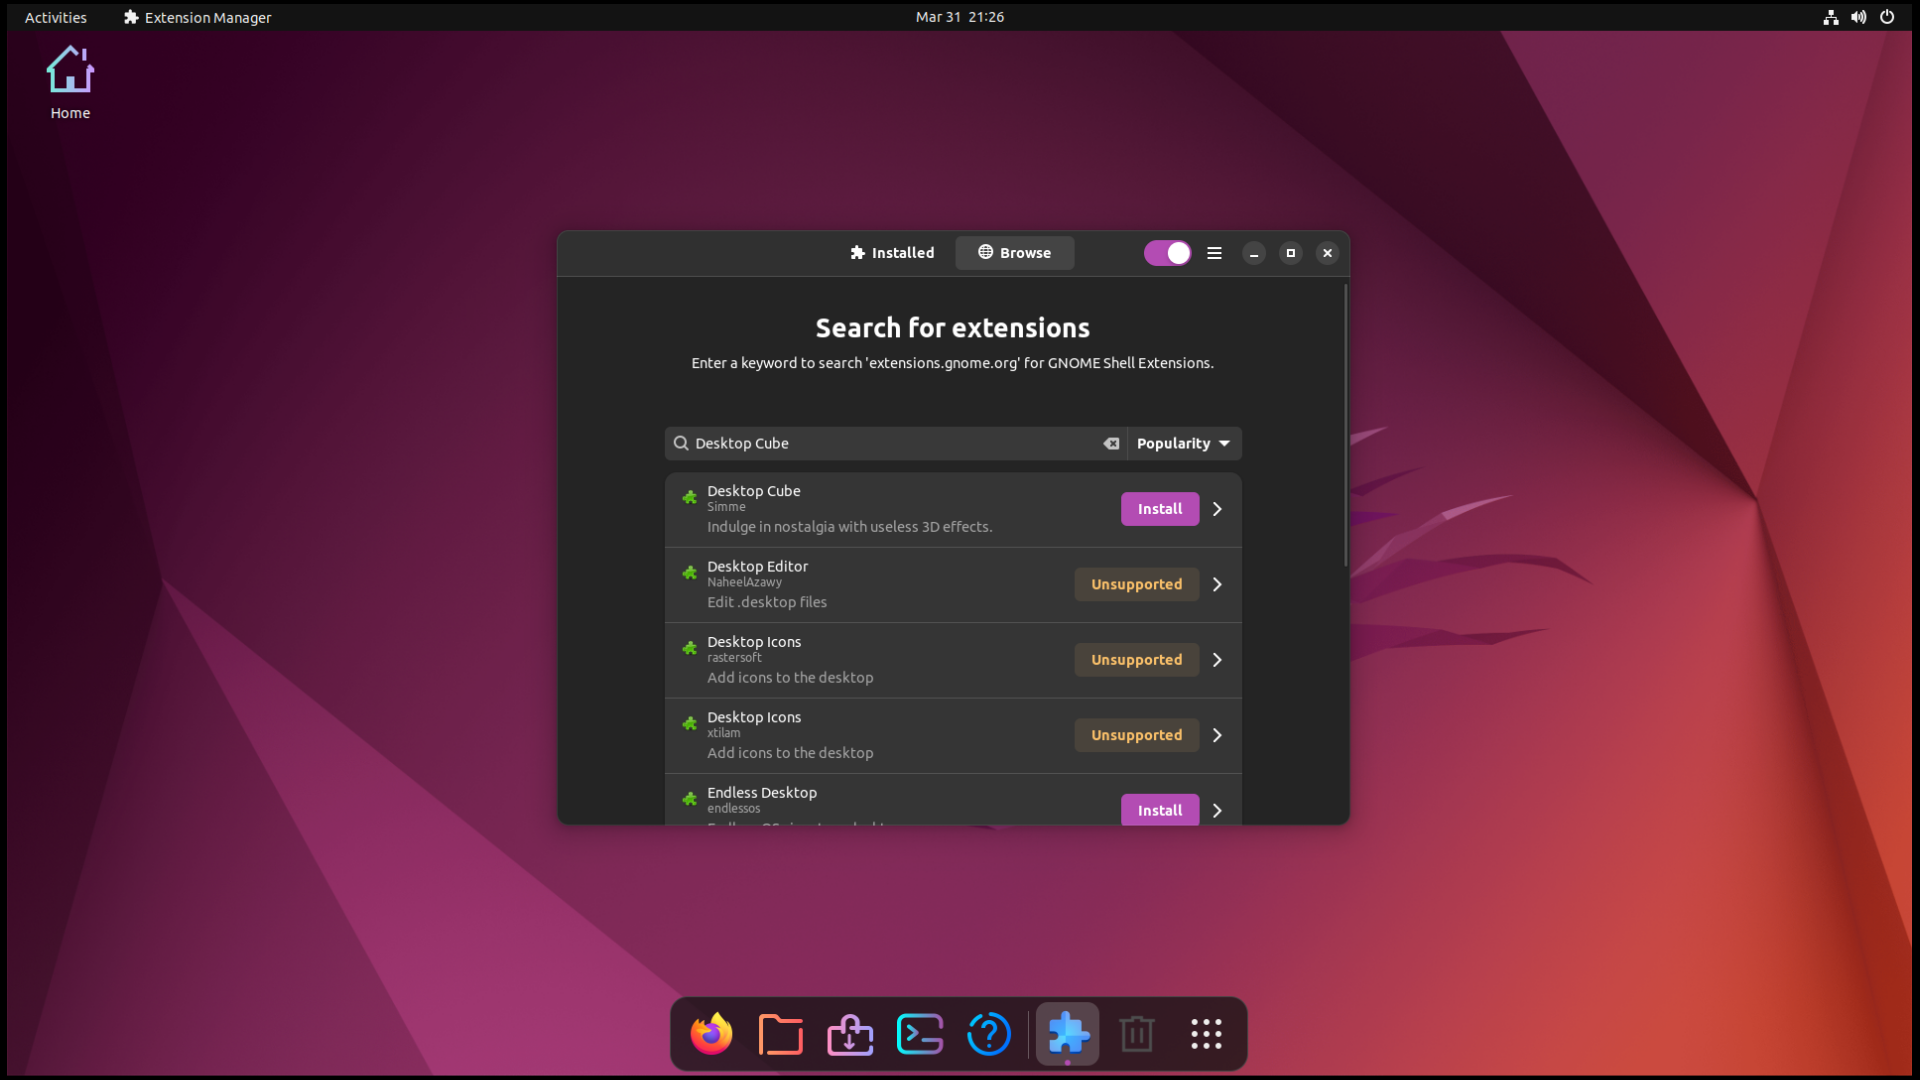 Activities
Extension Manager
Mar 31 21:26
Home
Installed
Browse
Search for extensions
Enter a keyword to search 'extensions.gnome.org' for GNOME Shell Extensions.
Desktop Cube
Popularity
Desktop Cube
Simme
Indulge in nostalgia with useless 3D effects.
Install
Desktop Editor
NaheelAzawy
Edit .desktop files
Unsupported
Desktop Icons
rastersoft
Add icons to the desktop
Unsupported
Desktop Icons
xtilam
Add icons to the desktop
Unsupported
Endless Desktop
endlessos
Install